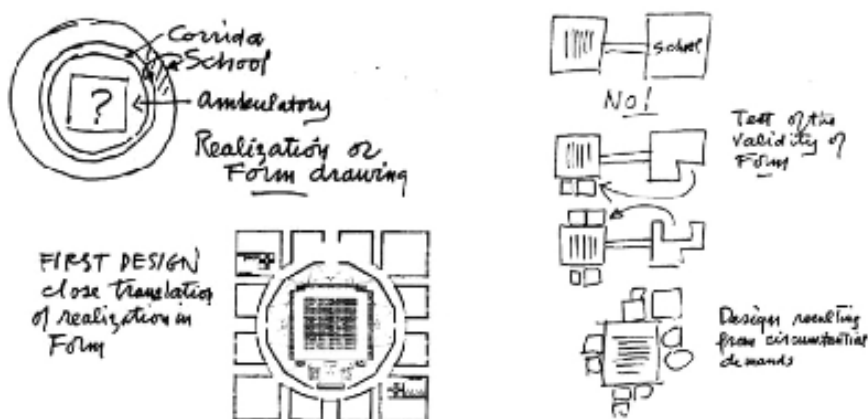 Corridor
School
?
Ambulatory
Realization or
Form drawing
FIRST DESIGN
close translation
of realization in
Form
School
NO!
Test of the
validity of
Form
Design resulting
from circumstantial
demands